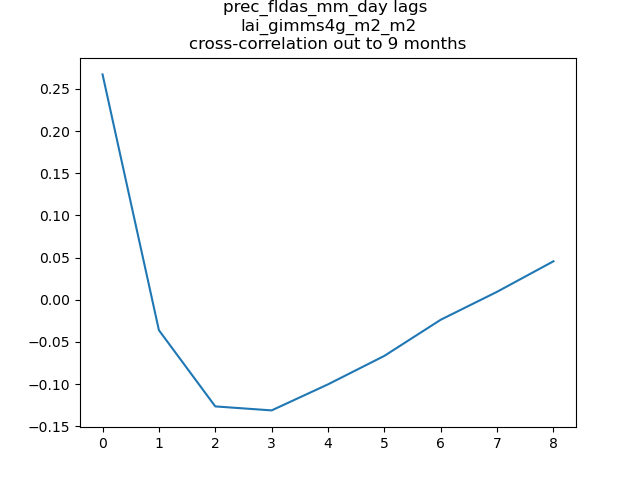 prec_fldas_mm_day lags
lai_gimms4g_m2_m2
cross-correlation out to 9 months
0.25
0.20
0.15
0.10
0.05
0.00
−0.05
−0.10
−0.15
0 1 2 3 4 5 6 7 8